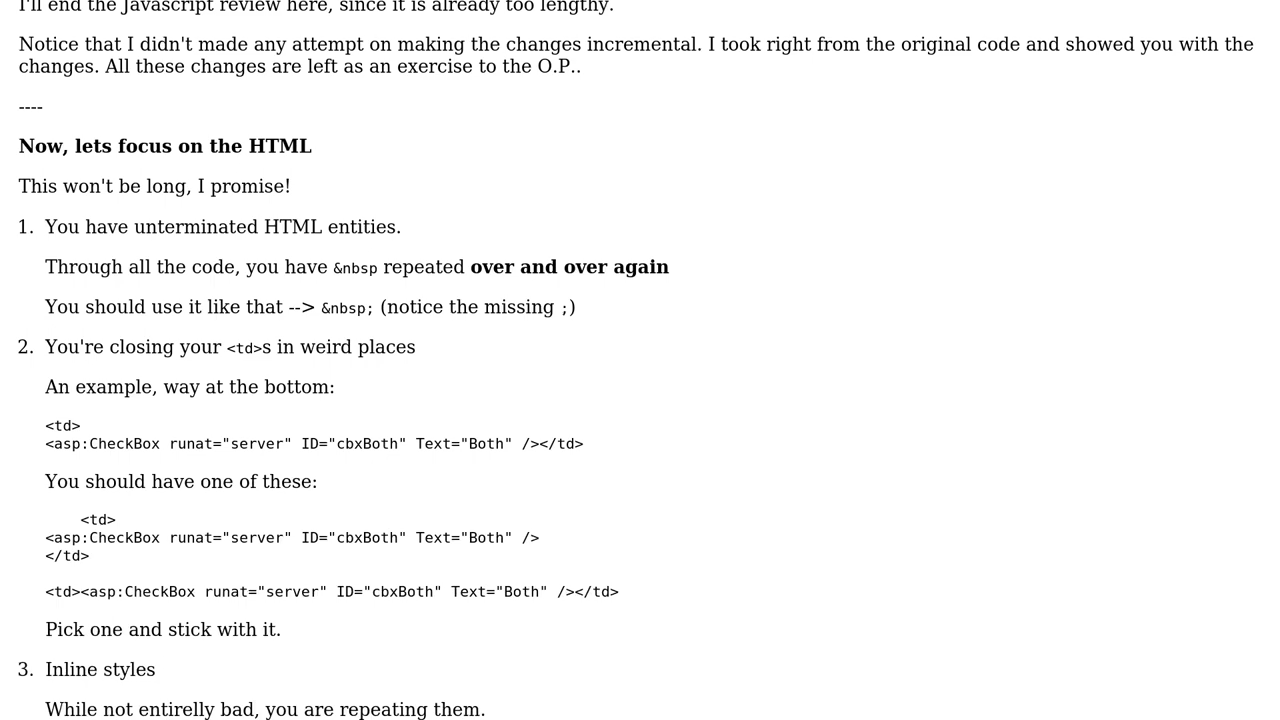 I'll end the Javascript review here, since it is already too lengthy.
Notice that I didn't made any attempt on making the changes incremental. I took right from the original code and showed you with the
changes. All these changes are left as an exercise to the O.P..
----
Now, lets focus on the HTML
This won't be long, I promise!
1. You have unterminated HTML entities.
Through all the code, you have &nbsp repeated over and over again
You should use it like that --> &nbsp; (notice the missing ;)
2. You're closing your <td>s in weird places
An example, way at the bottom:
<td>
<asp:CheckBox runat="server" ID="cbxBoth" Text="Both" /></td>
You should have one of these:
    <td>
<asp:CheckBox runat="server" ID="cbxBoth" Text="Both" />
</td>
<td><asp:CheckBox runat="server" ID="cbxBoth" Text="Both" /></td>
Pick one and stick with it.
3. Inline styles
While not entirelly bad, you are repeating them.